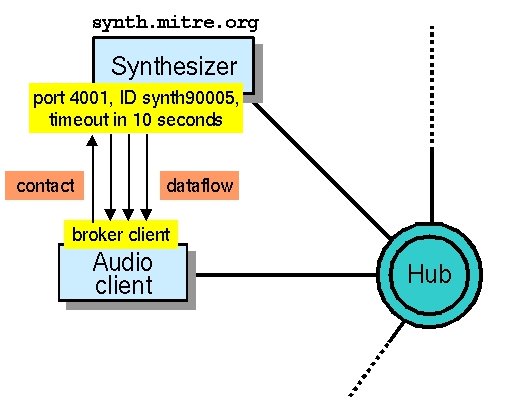 synth.mitre.org
Synthesizer
port 4001, ID synth90005,
timeout in 10 seconds
contact
dataflow
broker client
Audio
client
Hub